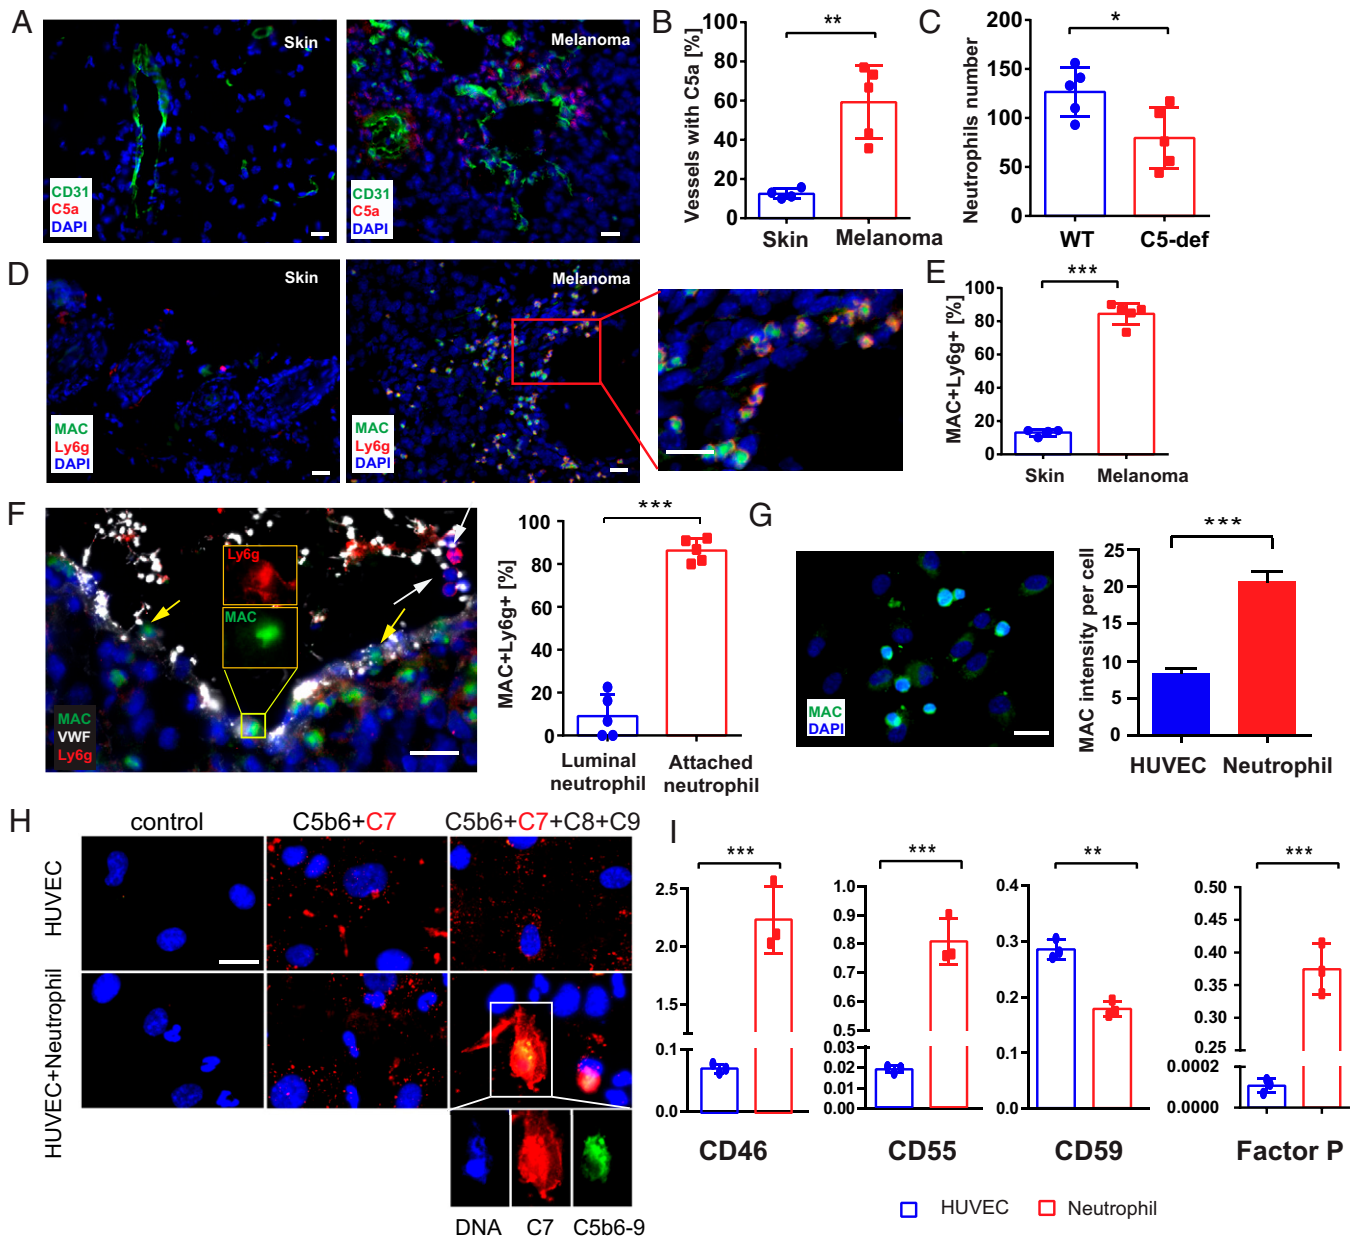 A
Skin
CD31
C5a
DAPI
Melanoma
CD31
C5a
DAPI
B
Vessels with C5a [%]
100
80
60
40
20
0
**
Skin Melanoma
C
Neutrophils number
200
150
100
50
0
*
WT C5-def
D
Skin
MAC
Ly6g
DAPI
Melanoma
MAC
Ly6g
DAPI
E
MAC+Ly6g+ [%]
100
80
60
40
20
0
***
Skin Melanoma
F
Ly6g
MAC
MAC
VWF
Ly6g
MAC+Ly6g+ [%]
100
80
60
40
20
0
***
Luminal neutrophil
Attached neutrophil
G
MAC
DAPI
MAC intensity per cell
25
20
15
10
5
0
***
HUVEC Neutrophil
H
control
C5b6+C7
C5b6+C7+C8+C9
HUVEC
HUVEC+Neutrophil
DNA C7 C5b6-9
I
***
2.5
2.0
1.5
0.1
0.0
CD46
***
1.0
0.9
0.8
0.7
0.6
0.5
0.03
0.02
0.01
0.00
CD55
**
0.4
0.3
0.2
0.1
0.0
CD59
***
0.50
0.45
0.40
0.35
0.30
0.25
0.0002
0.0000
Factor P
HUVEC Neutrophil